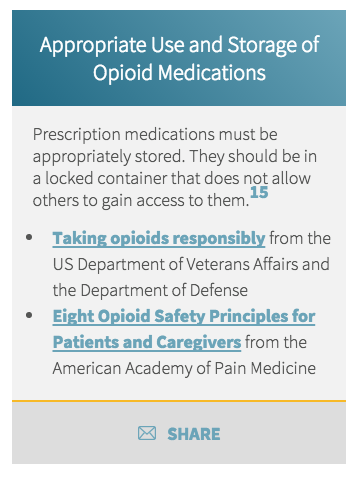 Appropriate Use and Storage of
Opioid Medications
Prescription medications must be
appropriately stored. They should be in
a locked container that does not allow
others to gain access to them.15
• Taking opioids responsibly from the
US Department of Veterans Affairs and
the Department of Defense
• Eight Opioid Safety Principles for
Patients and Caregivers from the
American Academy of Pain Medicine
SHARE